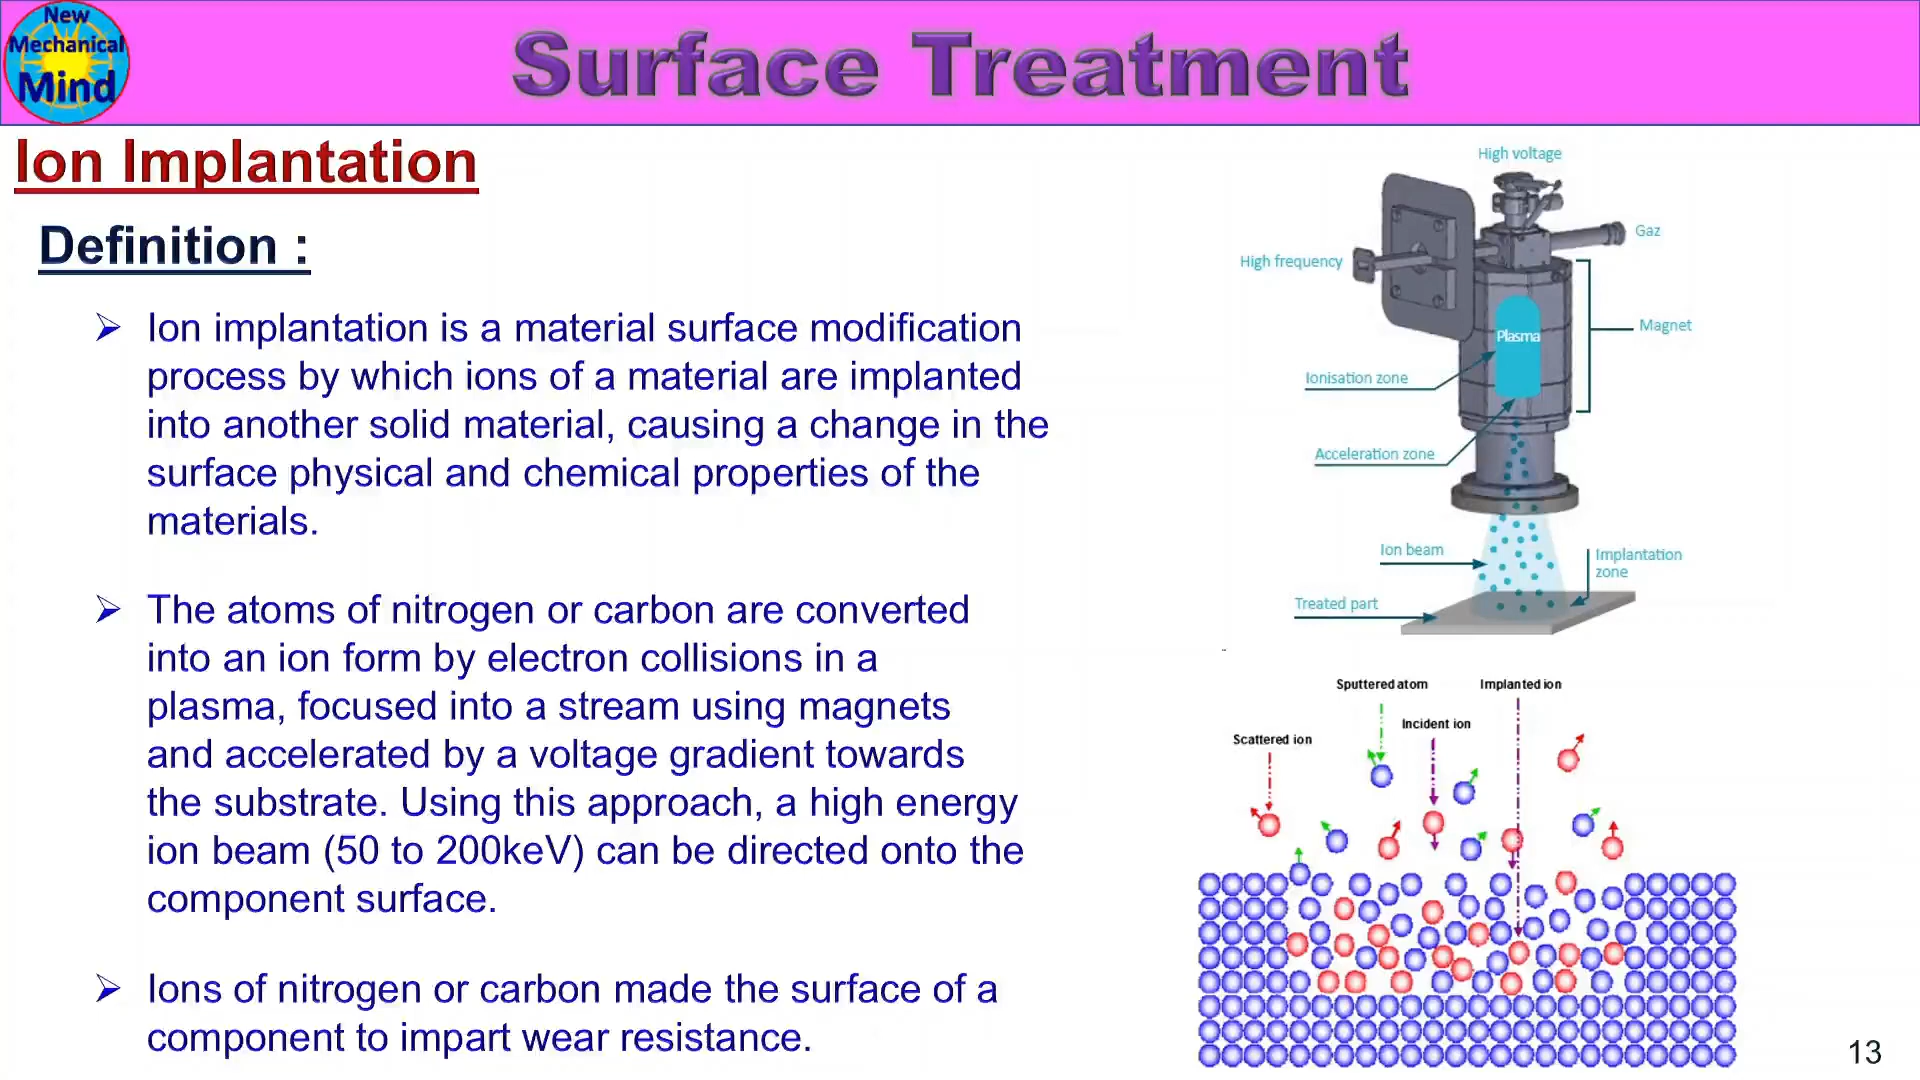 New
Mechanical
Mind
Surface Treatment
Ion Implantation
Definition :
Ion implantation is a material surface modification
process by which ions of a material are implanted
into another solid material, causing a change in the
surface physical and chemical properties of the
materials.
The atoms of nitrogen or carbon are converted
into an ion form by electron collisions in a
plasma, focused into a stream using magnets
and accelerated by a voltage gradient towards
the substrate. Using this approach, a high energy
ion beam (50 to 200keV) can be directed onto the
component surface.
Ions of nitrogen or carbon made the surface of a
component to impart wear resistance.
High voltage
Gaz
High frequency
Magnet
Plasma
Ionisation zone
Acceleration zone
Ion beam
Implantation
zone
Treated part
Sputtered atom
Implanted ion
Incident ion
Scattered ion
13